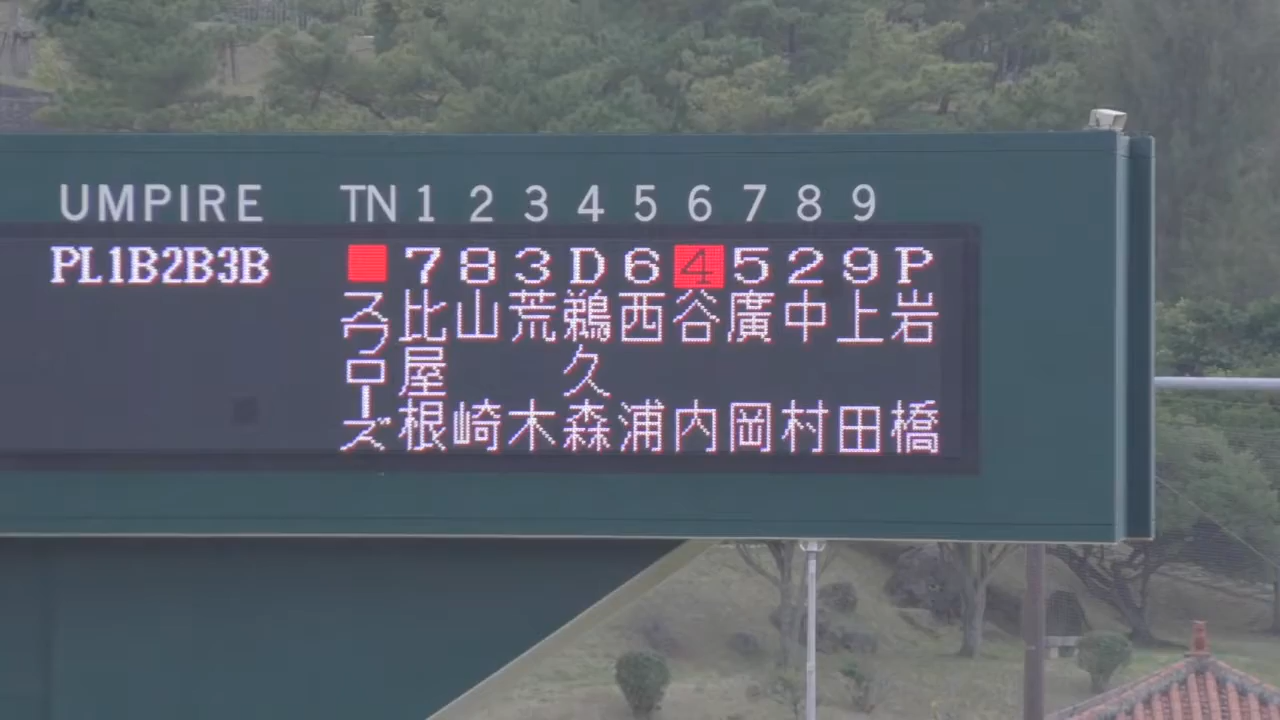 UMPIRE TN 1 2 3 4 5 6 7 8 9
PL1B2B3B 7 8 3 D 6 4 5 2 9 P
スワローズ
比屋根
山崎
荒木
鵜久森
西浦
谷内
廣岡
中村
上田
岩橋